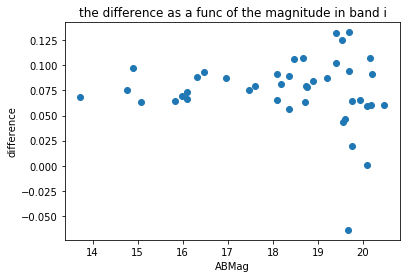 the difference as a func of the magnitude in band i
0.125
0.100
0.075
0.050
0.025
0.000
−0.025
−0.050
difference
14 15 16 17 18 19 20
ABMag